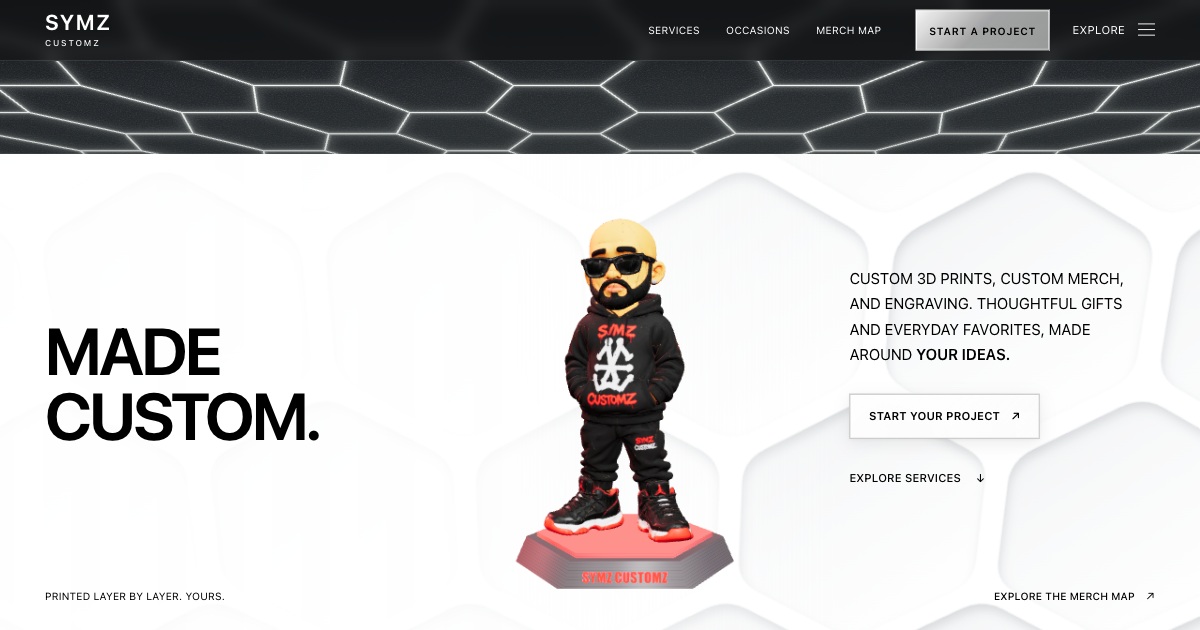 SYMZ
CUSTOMZ
SERVICES
OCCASIONS
MERCH MAP
START A PROJECT
EXPLORE
MADE
CUSTOM.
SYMZ
CUSTOMZ
SYMZ
SYMZ CUSTOMZ
CUSTOM 3D PRINTS, CUSTOM MERCH,
AND ENGRAVING. THOUGHTFUL GIFTS
AND EVERYDAY FAVORITES, MADE
AROUND YOUR IDEAS.
START YOUR PROJECT ↗
EXPLORE SERVICES ↓
PRINTED LAYER BY LAYER. YOURS.
EXPLORE THE MERCH MAP ↗